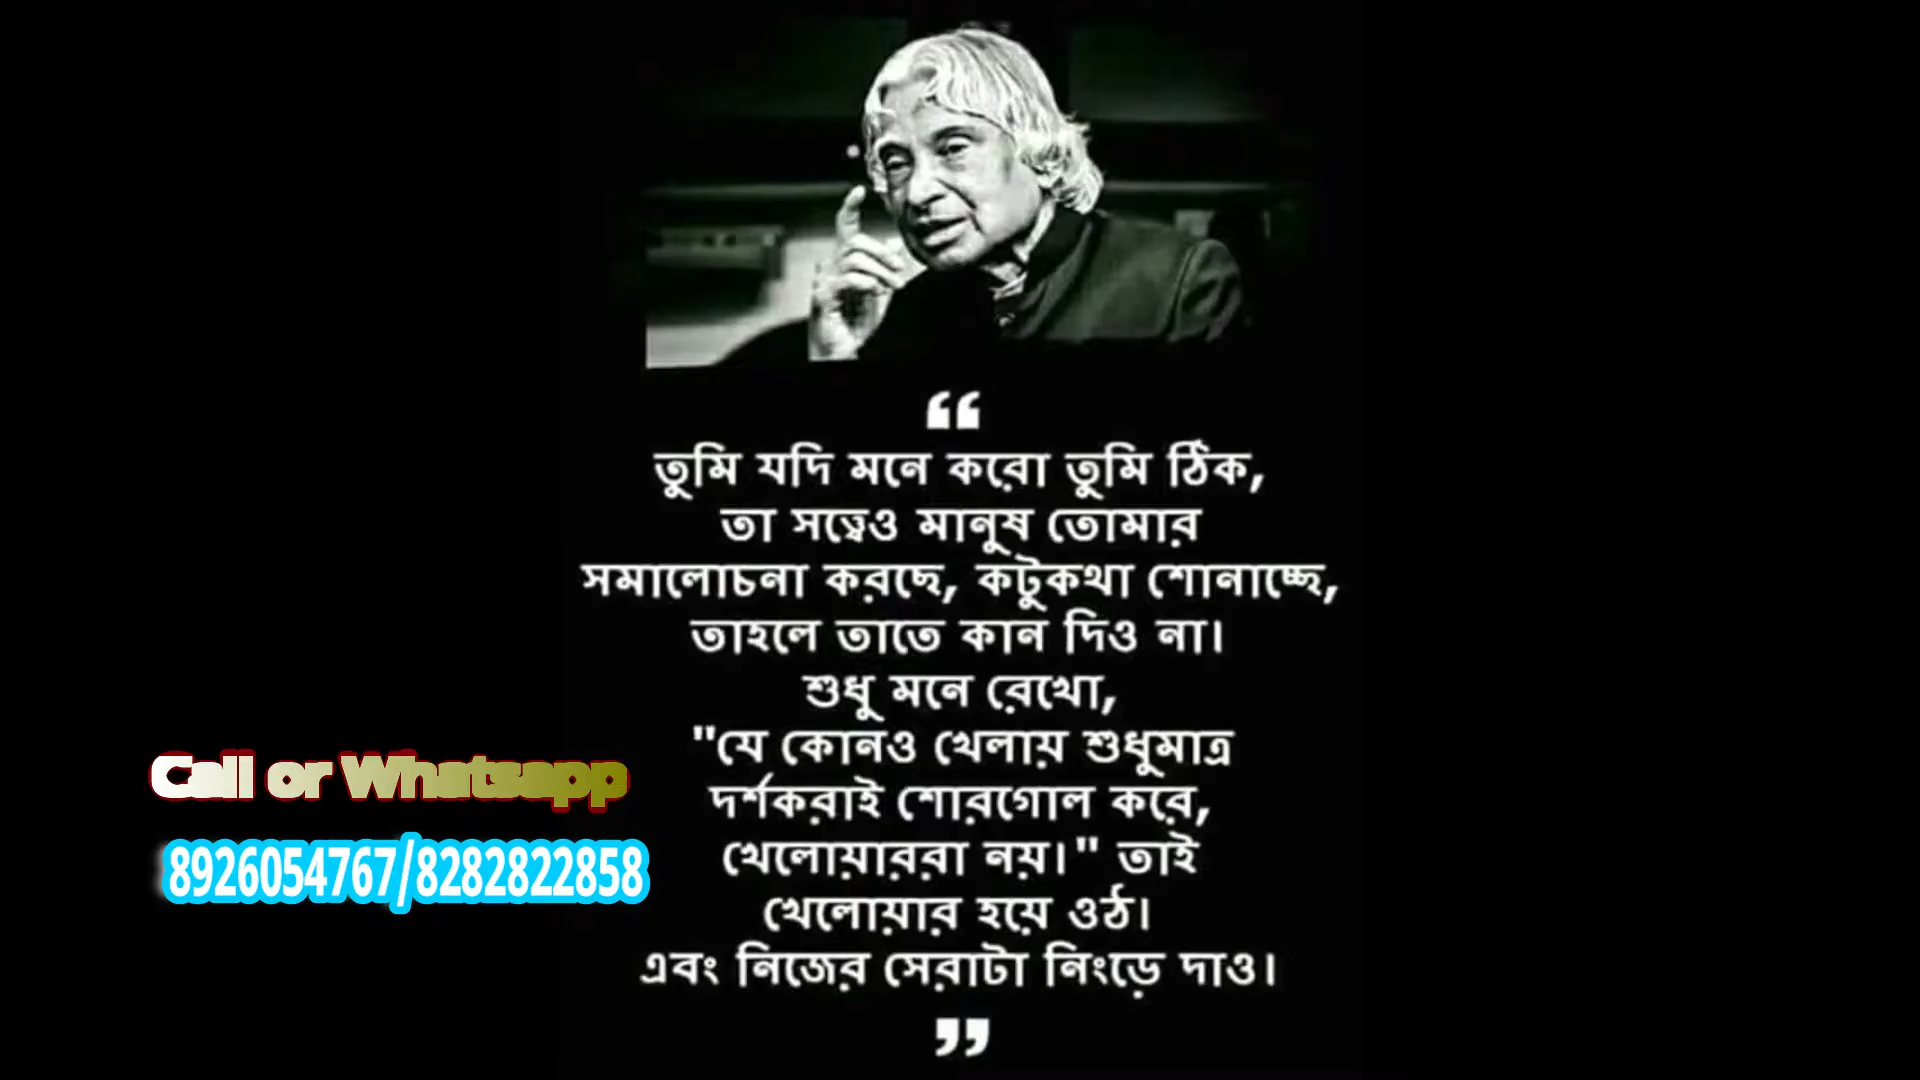 “
তুমি যদি মনে করো তুমি ঠিক,
তা সত্ত্বেও মানুষ তোমার
সমালোচনা করছে, কটুকথা শোনাচ্ছে,
তাহলে তাতে কান দিও না।
শুধু মনে রেখো,
"যে কোনও খেলায় শুধুমাত্র
দর্শকরাই শোরগোল করে,
খেলোয়াররা নয়।" তাই
খেলোয়ার হয়ে ওঠ।
এবং নিজের সেরাটা নিংড়ে দাও।
”
Call or Whatsapp
8926054767/8282822858